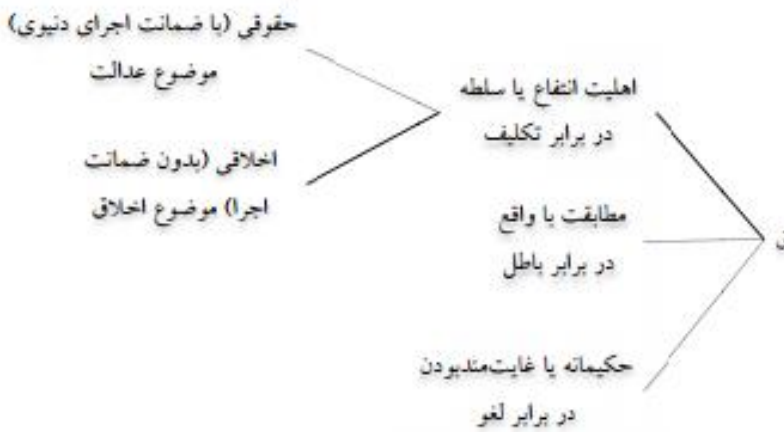 حقوقی (با ضمانت اجرای دنیوی)
موضوع عدالت
اهلیت انتفاع یا سلطه
در برابر تکلیف
اخلاقی (بدون ضمانت
اجرا) موضوع اخلاق
مطابقت با واقع
در برابر باطل
حکیمانه یا غایت‌مندبودن
در برابر لغو